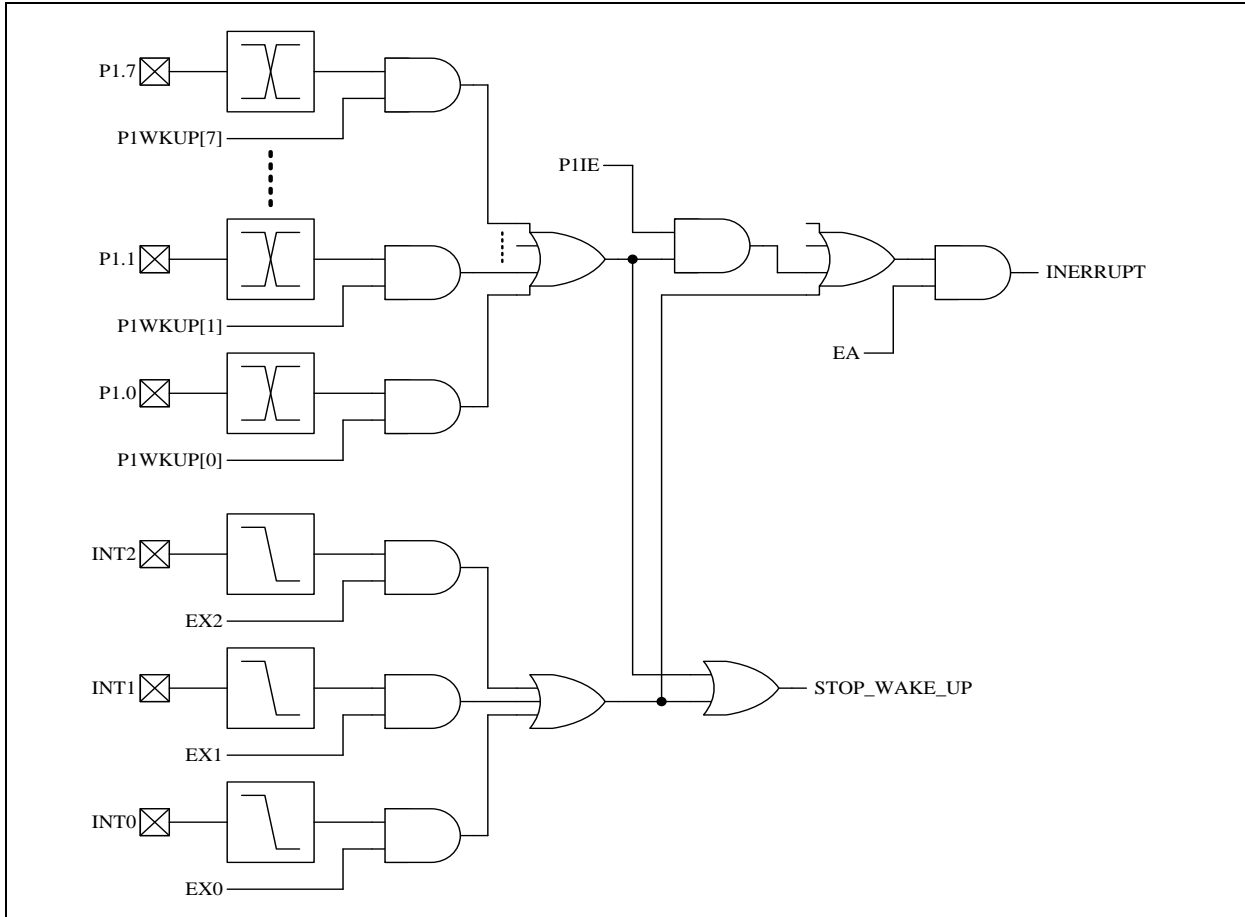 P1.7
P1WKUP[7]
P1IE
P1.1
INERRUPT
P1WKUP[1]
EA
P1.0
P1WKUP[0]
INT2
EX2
INT1
STOP_WAKE_UP
EX1
INT0
EX0